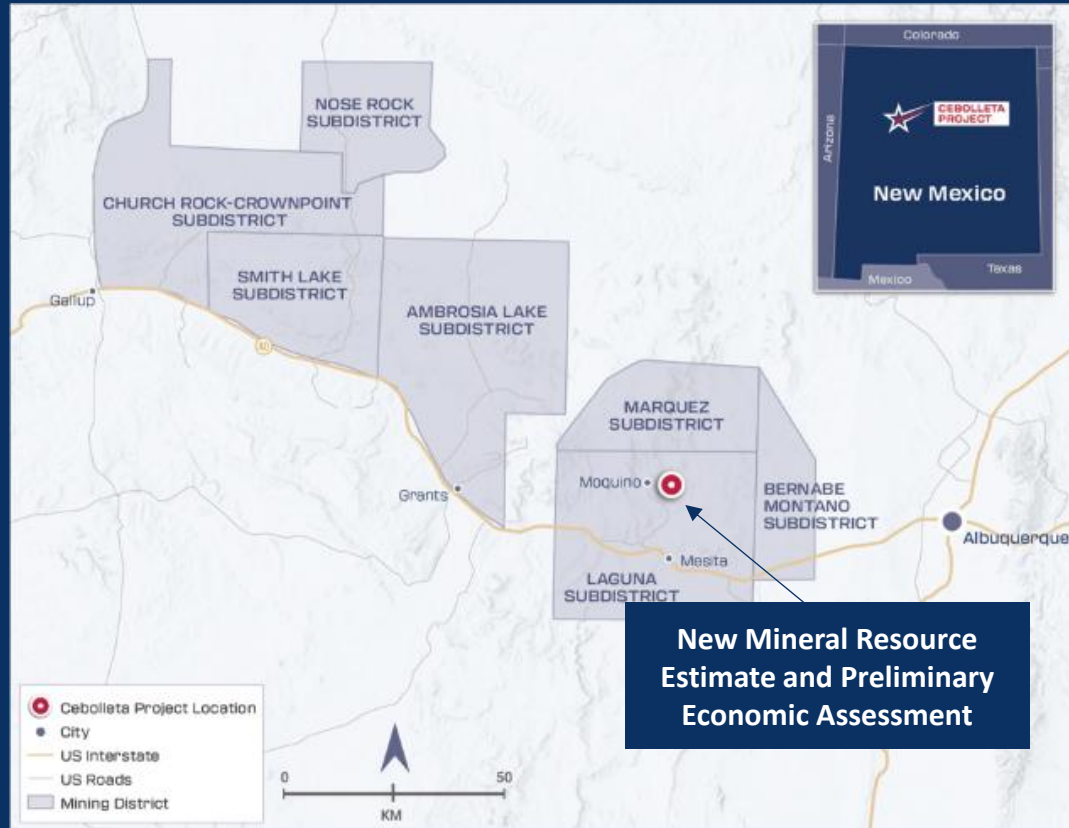 Colorado
Arizona
CEBOLLETA
PROJECT
New Mexico
Mexico
Texas
NOSE ROCK
SUBDISTRICT
CHURCH ROCK-CROWNPOINT
SUBDISTRICT
SMITH LAKE
SUBDISTRICT
AMBROSIA LAKE
SUBDISTRICT
Gallup
40
MARQUEZ
SUBDISTRICT
Moquino
Grants
BERNABE
MONTANO
SUBDISTRICT
Albuquerque
Mesita
LAGUNA
SUBDISTRICT
New Mineral Resource
Estimate and Preliminary
Economic Assessment
Cebolleta Project Location
City
US Interstate
US Roads
Mining District
0 50
KM